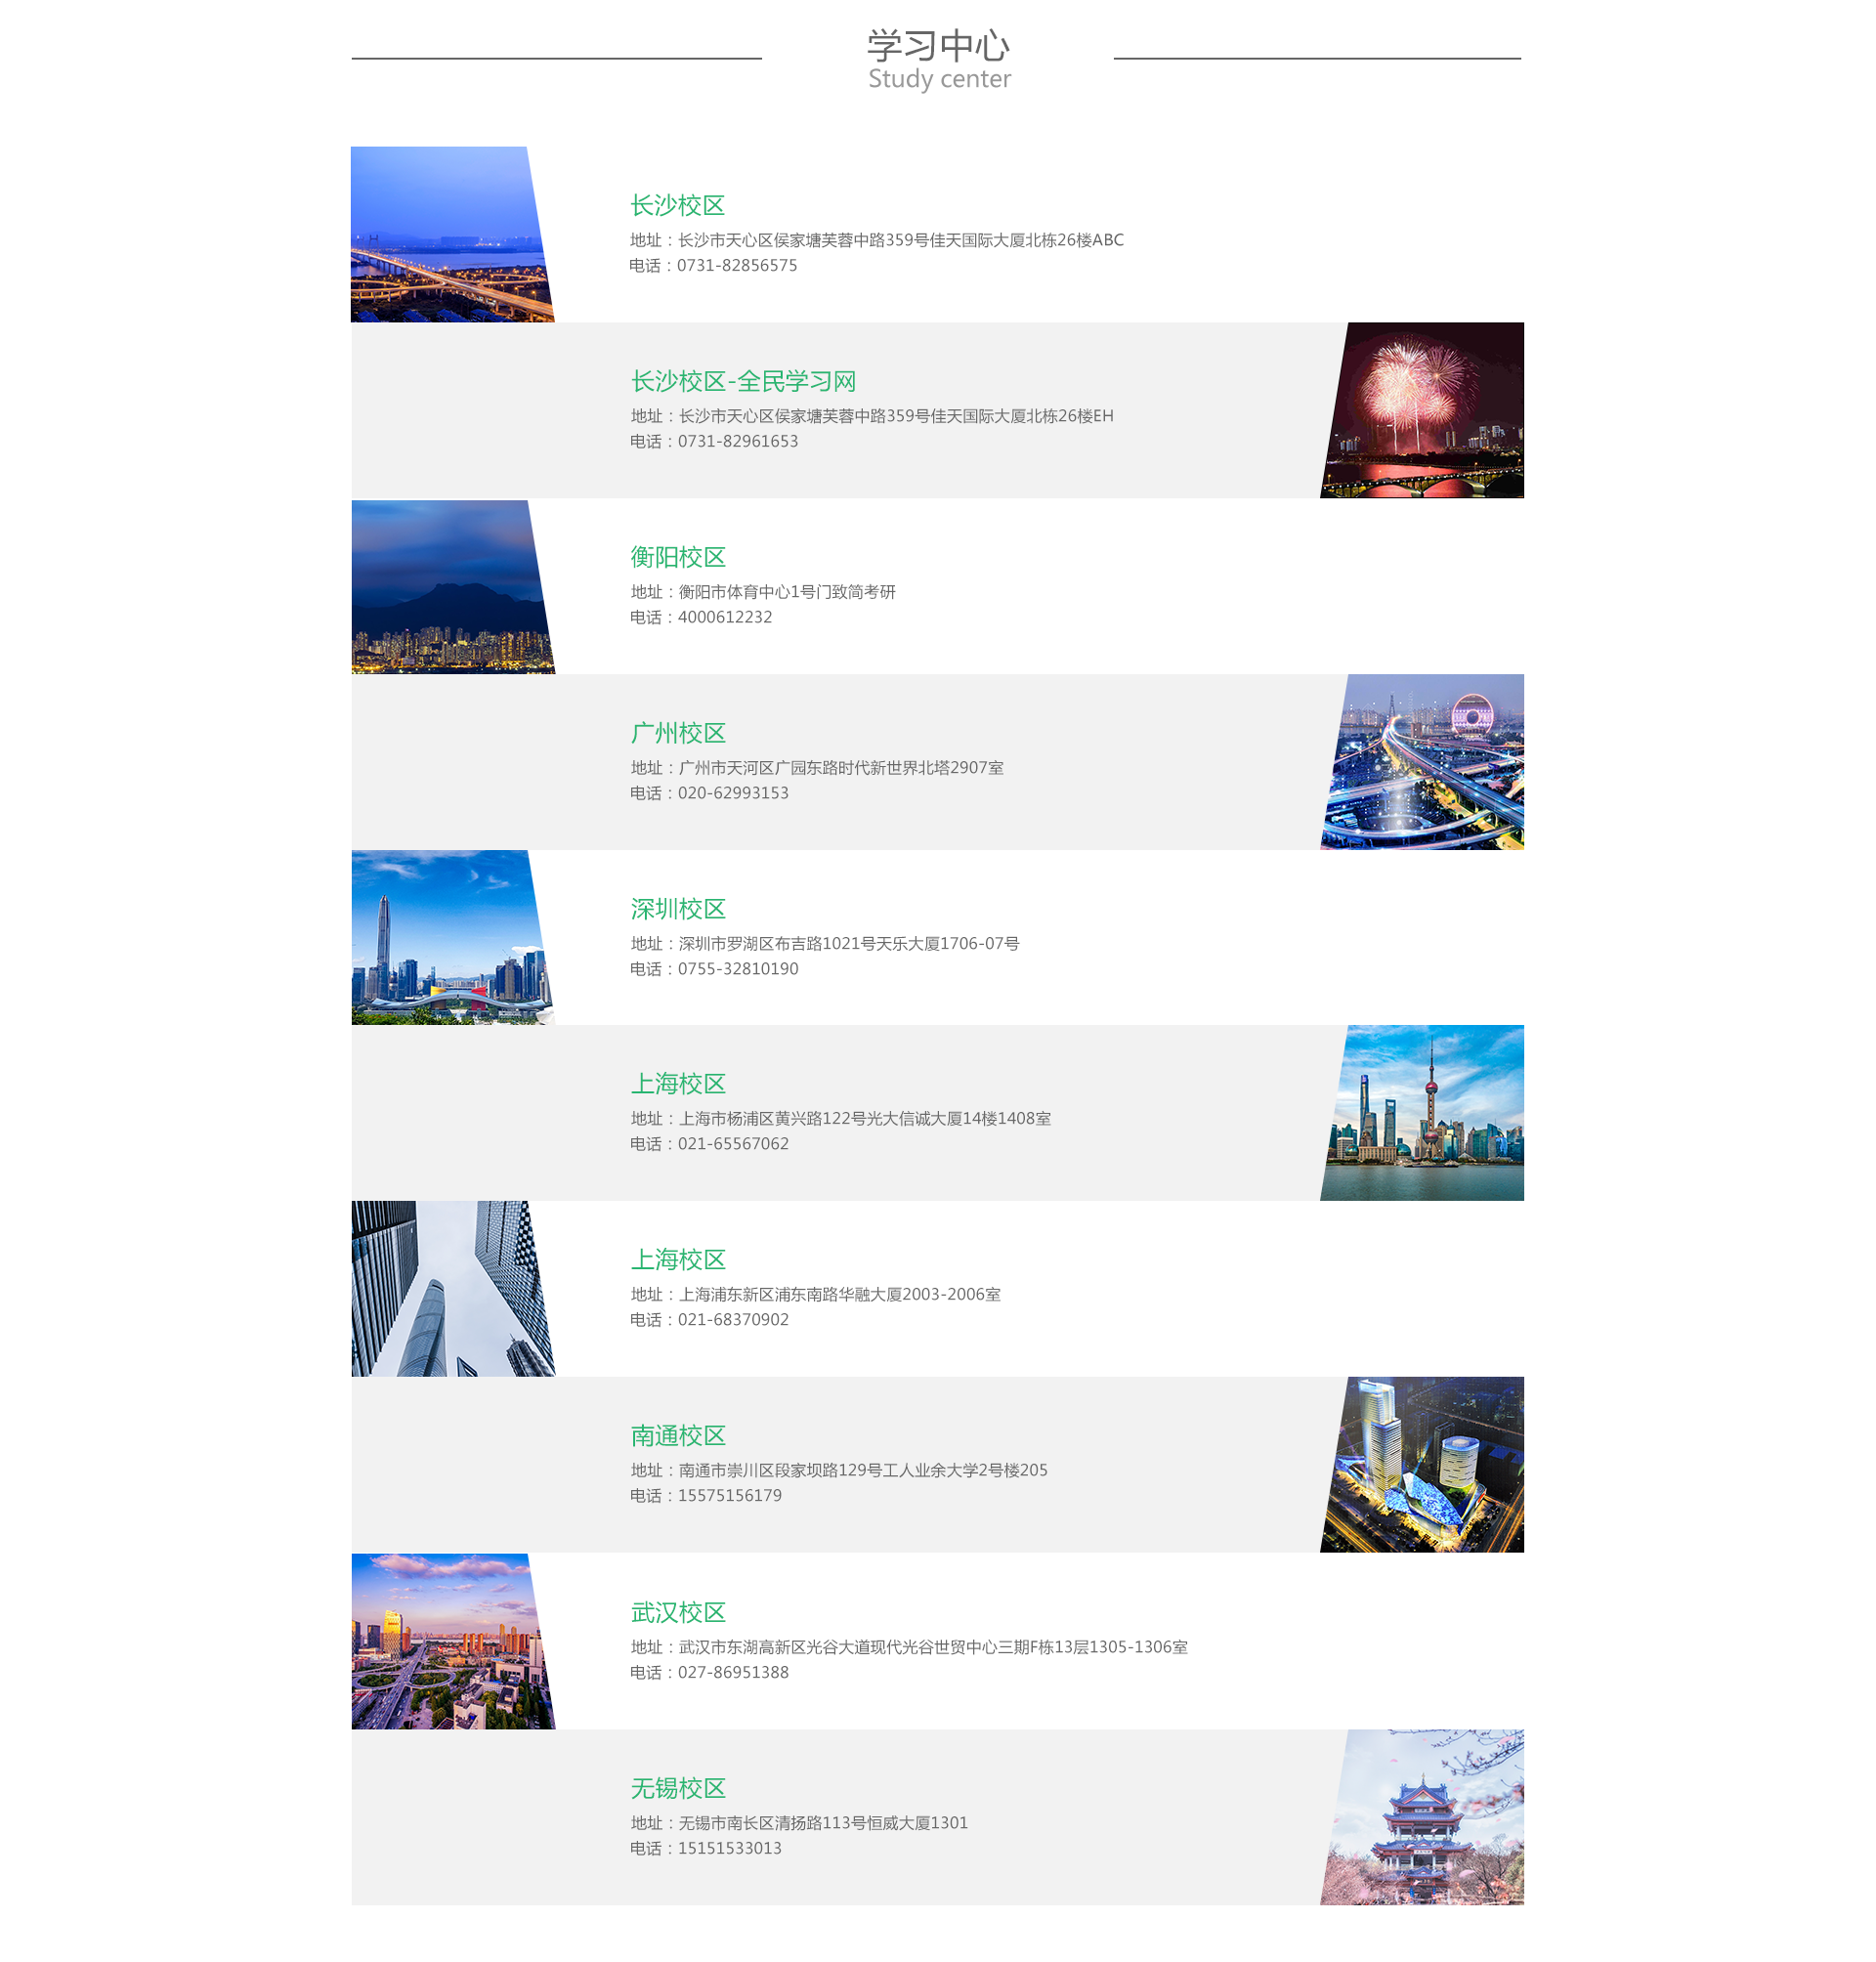 学习中心
Study center
长沙校区
地址：长沙市天心区侯家塘芙蓉中路359号佳天国际大厦北栋26楼ABC
电话：0731-82856575
长沙校区-全民学习网
地址：长沙市天心区侯家塘芙蓉中路359号佳天国际大厦北栋26楼EH
电话：0731-82961653
衡阳校区
地址：衡阳市体育中心1号门致简考研
电话：4000612232
广州校区
地址：广州市天河区广园东路时代新世界北塔2907室
电话：020-62993153
深圳校区
地址：深圳市罗湖区布吉路1021号天乐大厦1706-07号
电话：0755-32810190
上海校区
地址：上海市杨浦区黄兴路122号光大信诚大厦14楼1408室
电话：021-65567062
上海校区
地址：上海浦东新区浦东南路华融大厦2003-2006室
电话：021-68370902
南通校区
地址：南通市崇川区段家坝路129号工人业余大学2号楼205
电话：15575156179
武汉校区
地址：武汉市东湖高新区光谷大道现代光谷世贸中心三期F栋13层1305-1306室
电话：027-86951388
无锡校区
地址：无锡市南长区清扬路113号恒威大厦1301
电话：15151533013